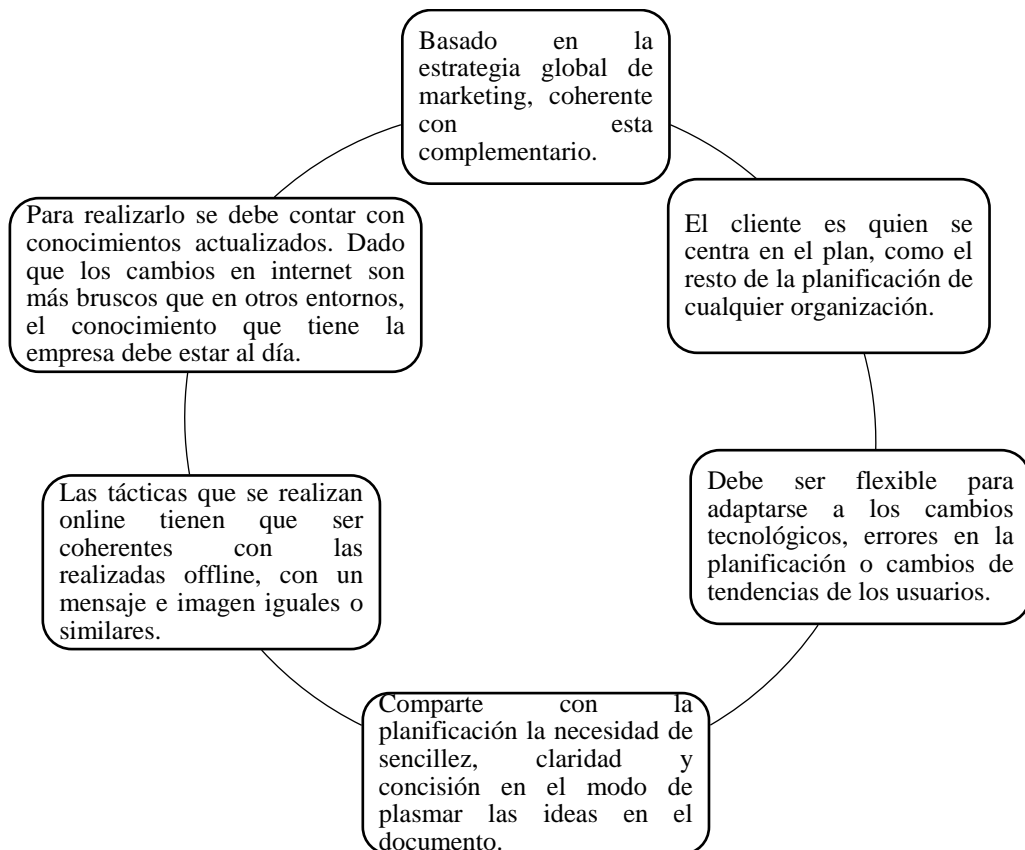 Basado en la
estrategia global de
marketing, coherente
con esta
complementario.
El cliente es quien se
centra en el plan, como el
resto de la planificación de
cualquier organización.
Debe ser flexible para
adaptarse a los cambios
tecnológicos, errores en la
planificación o cambios de
tendencias de los usuarios.
Comparte con la
planificación la necesidad de
sencillez, claridad y
concisión en el modo de
plasmar las ideas en el
documento.
Las tácticas que se realizan
online tienen que ser
coherentes con las
realizadas offline, con un
mensaje e imagen iguales o
similares.
Para realizarlo se debe contar con
conocimientos actualizados. Dado
que los cambios en internet son
más bruscos que en otros entornos,
el conocimiento que tiene la
empresa debe estar al día.